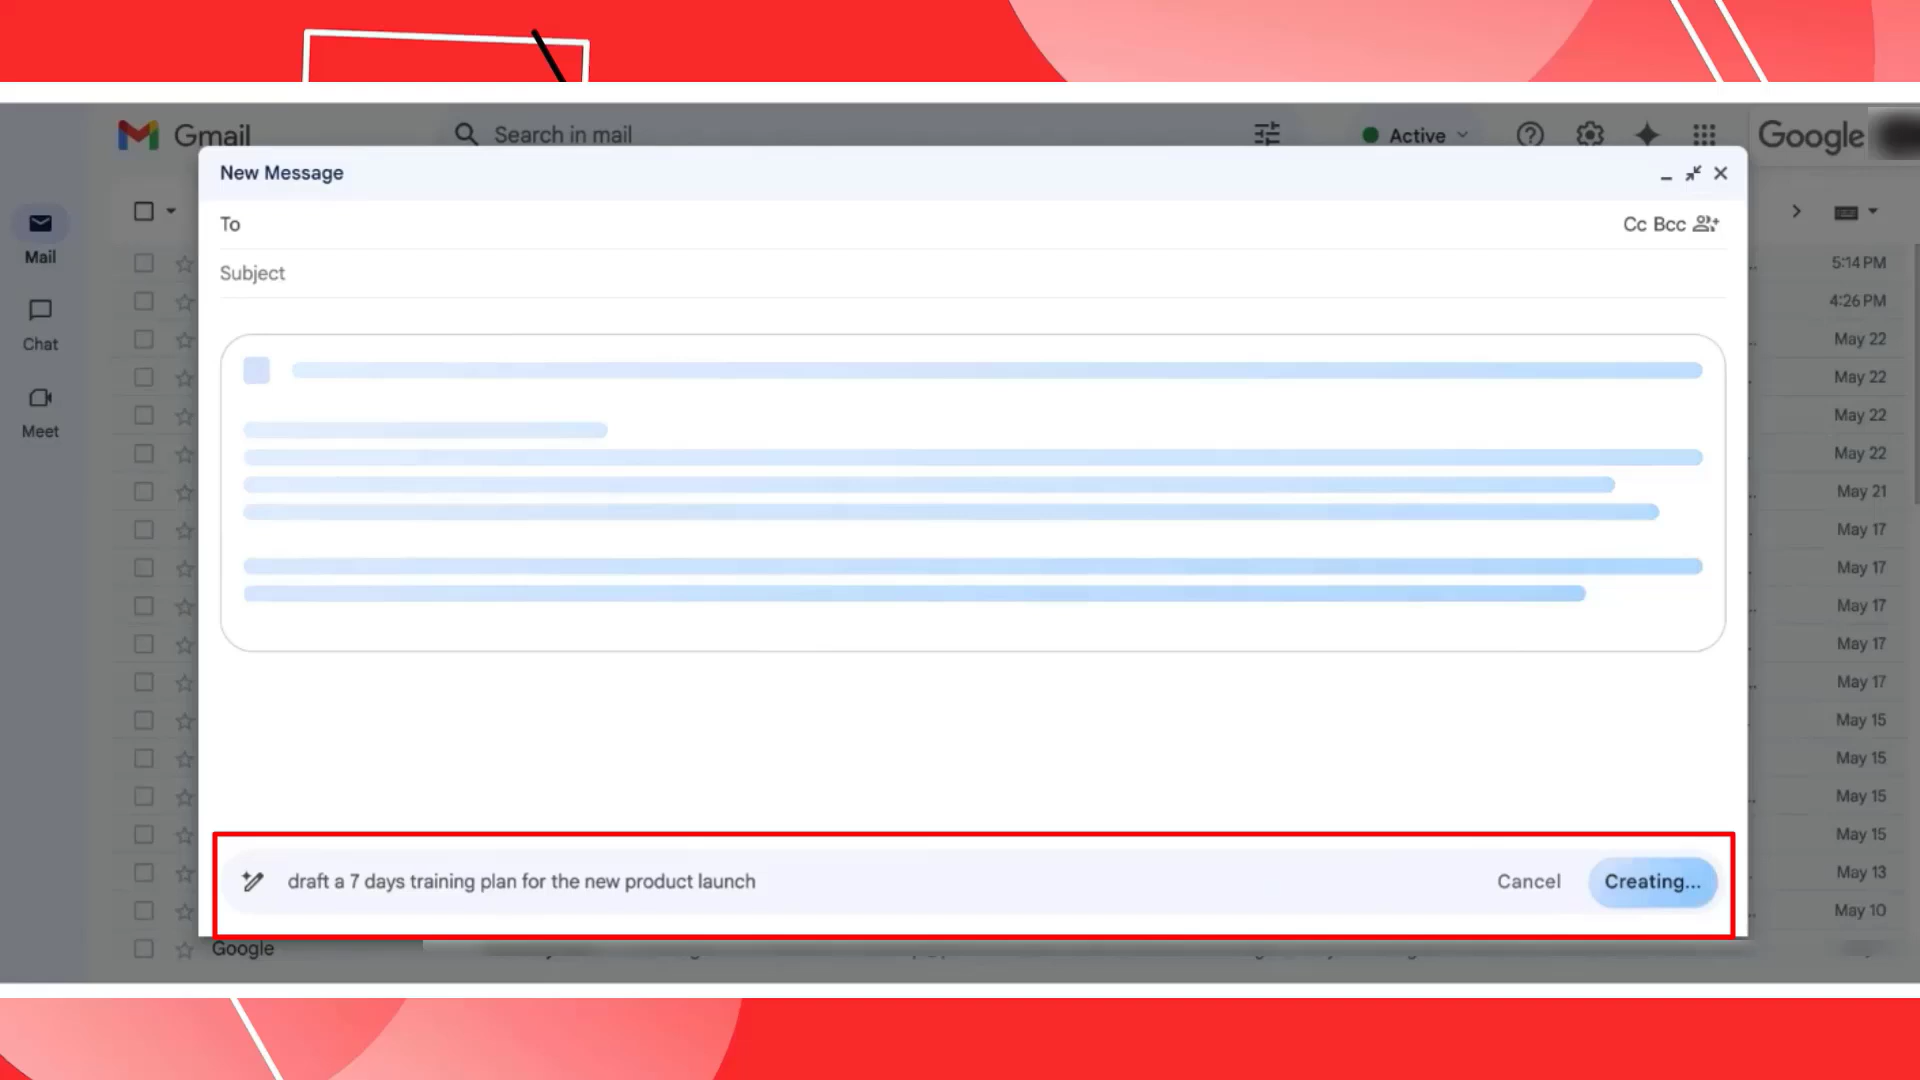 Gmail
Search in mail
Active
Google
New Message
To
Cc Bcc
Subject
Mail
Chat
Meet
5:14 PM
4:26 PM
May 22
May 22
May 22
May 22
May 21
May 17
May 17
May 17
May 17
May 17
May 15
May 15
May 15
May 15
May 13
May 10
draft a 7 days training plan for the new product launch
Cancel
Creating...
Google